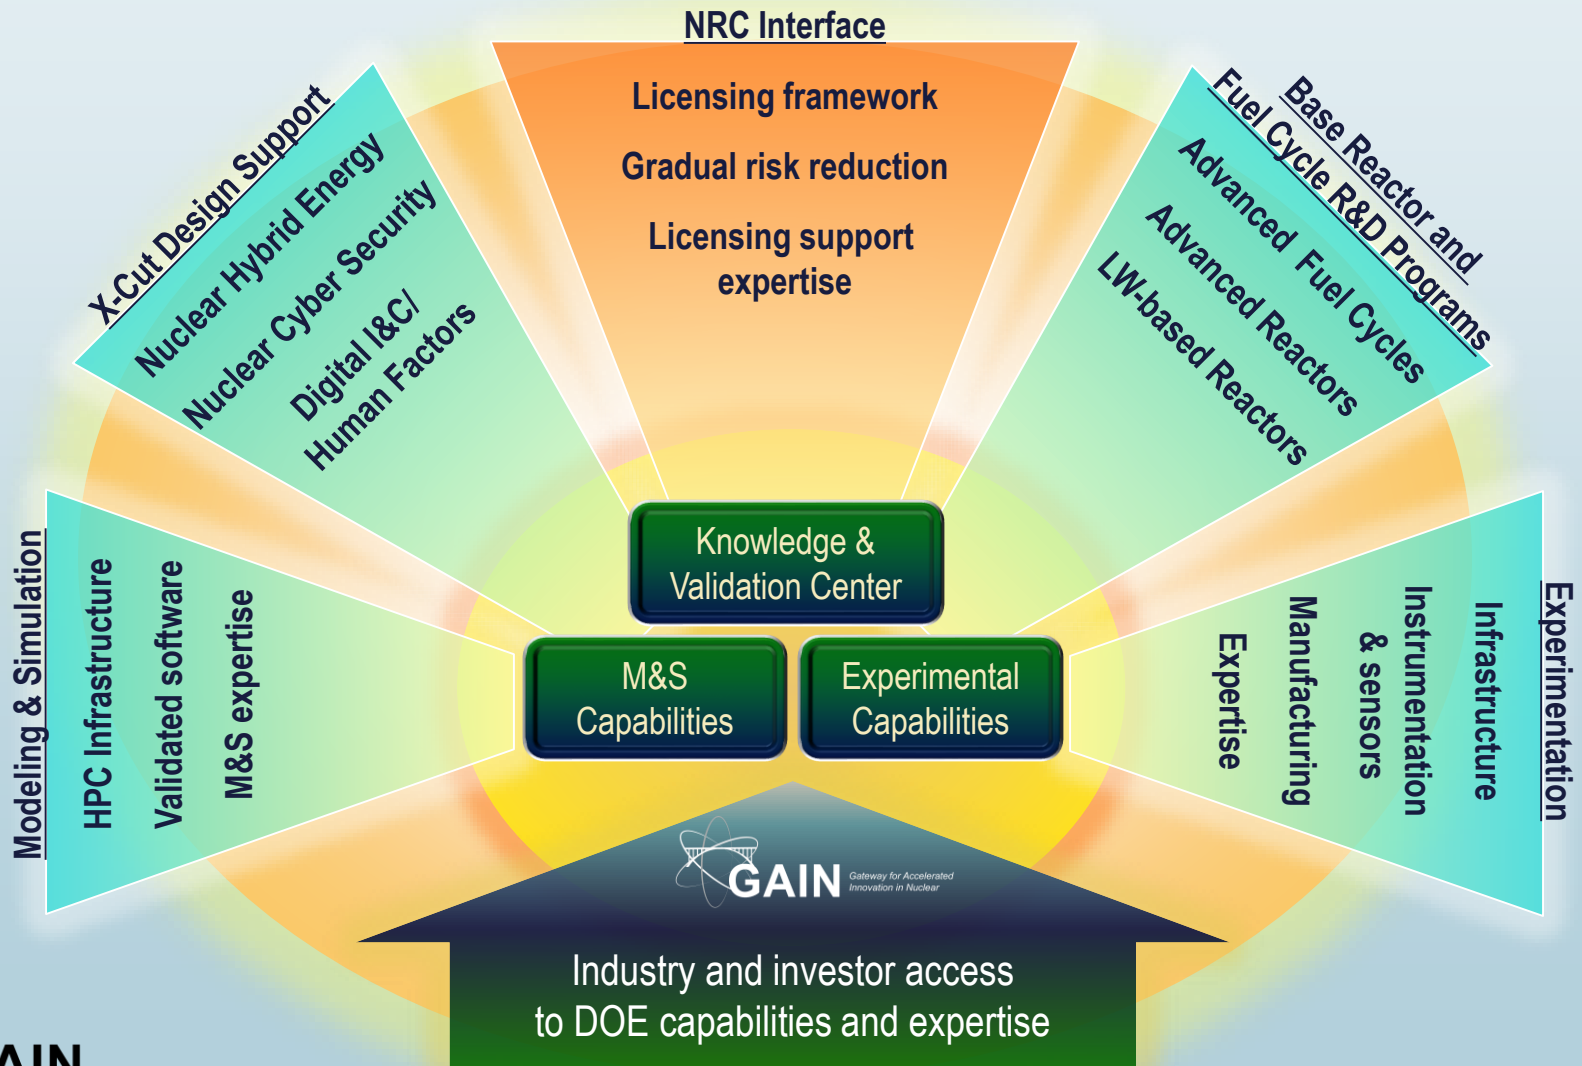 NRC Interface
Licensing framework
Gradual risk reduction
Licensing support
expertise
X-Cut Design Support
Nuclear Hybrid Energy
Nuclear Cyber Security
Digital I&C/
Human Factors
Base Reactor and
Fuel Cycle R&D Programs
Advanced Fuel Cycles
Advanced Reactors
LW-based Reactors
Modeling & Simulation
HPC Infrastructure
Validated software
M&S expertise
Knowledge &
Validation Center
M&S
Capabilities
Experimental
Capabilities
Experimentation
Infrastructure
Instrumentation
& sensors
Manufacturing
Expertise
GAIN
Gateway for Accelerated
Innovation in Nuclear
Industry and investor access
to DOE capabilities and expertise